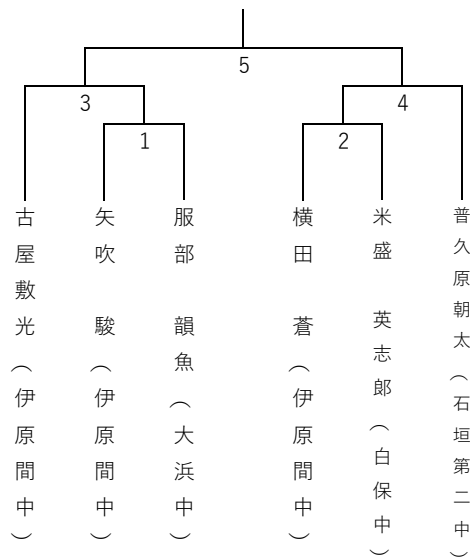 5
3
4
1
2
古屋敷光（伊原間中）
矢吹　駿（伊原間中）
服部　韻魚（大浜中）
横田　蒼（伊原間中）
米盛　英志郎（白保中）
普久原朝太（石垣第二中）